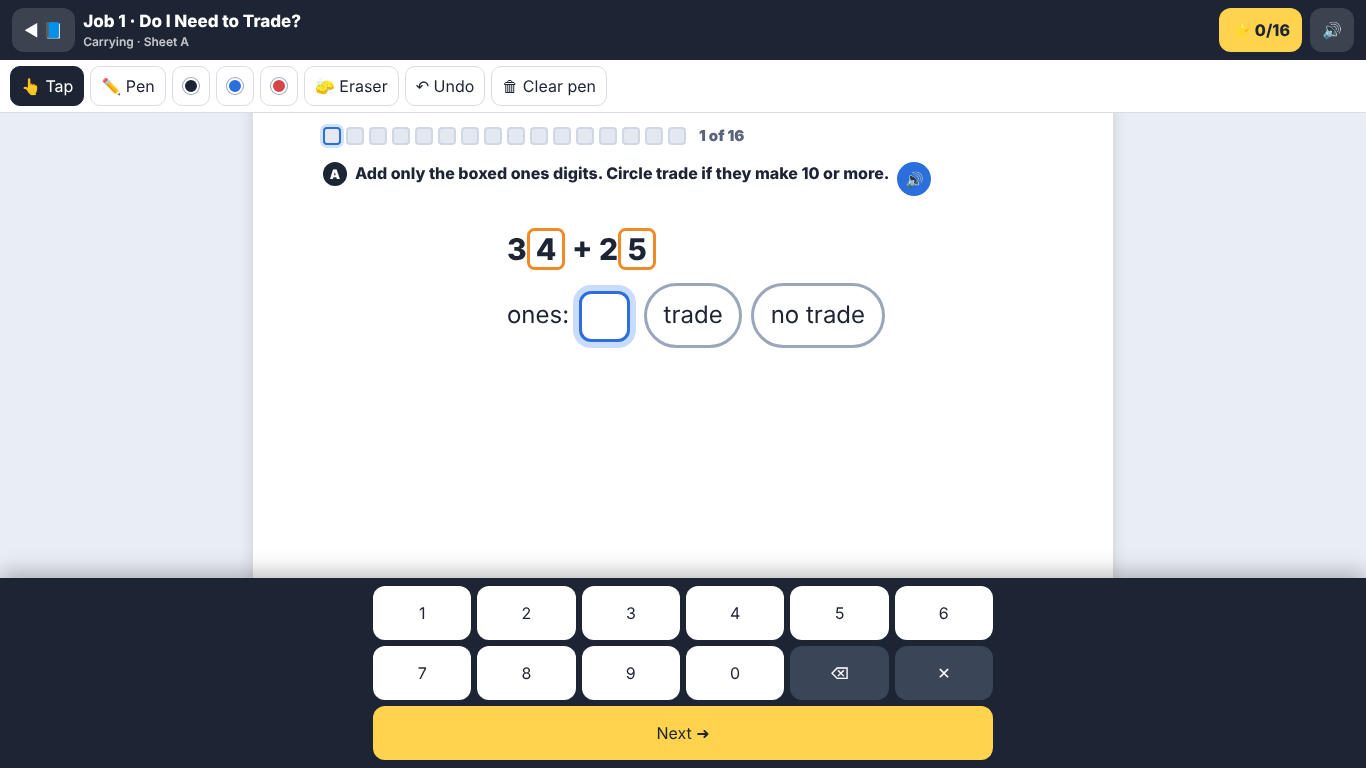 Job 1 · Do I Need to Trade?
Carrying · Sheet A
0/16
Tap
Pen
Eraser
Undo
Clear pen
1 of 16
A Add only the boxed ones digits. Circle trade if they make 10 or more.
34 + 25
ones: trade no trade
1 2 3 4 5 6
7 8 9 0 ⌫ ✕
Next ➜